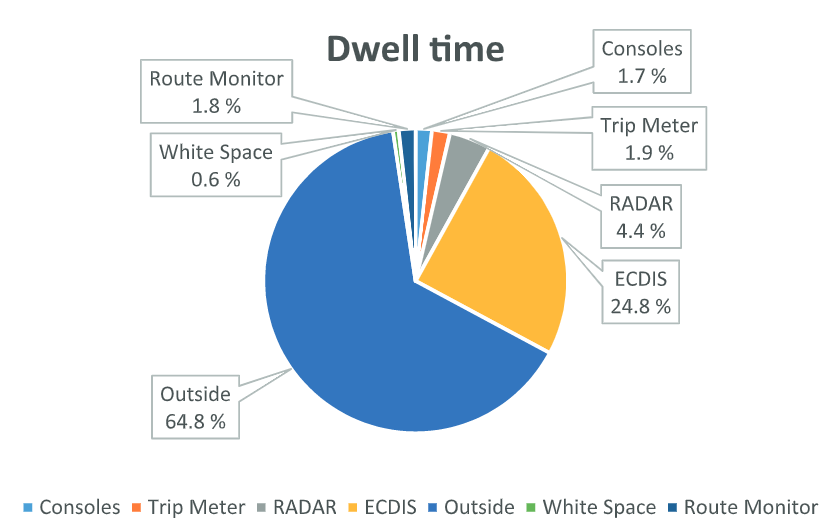 Dwell time
Consoles
1.7 %
Route Monitor
1.8 %
Trip Meter
1.9 %
White Space
0.6 %
RADAR
4.4 %
ECDIS
24.8 %
Outside
64.8 %
Consoles Trip Meter RADAR ECDIS Outside White Space Route Monitor